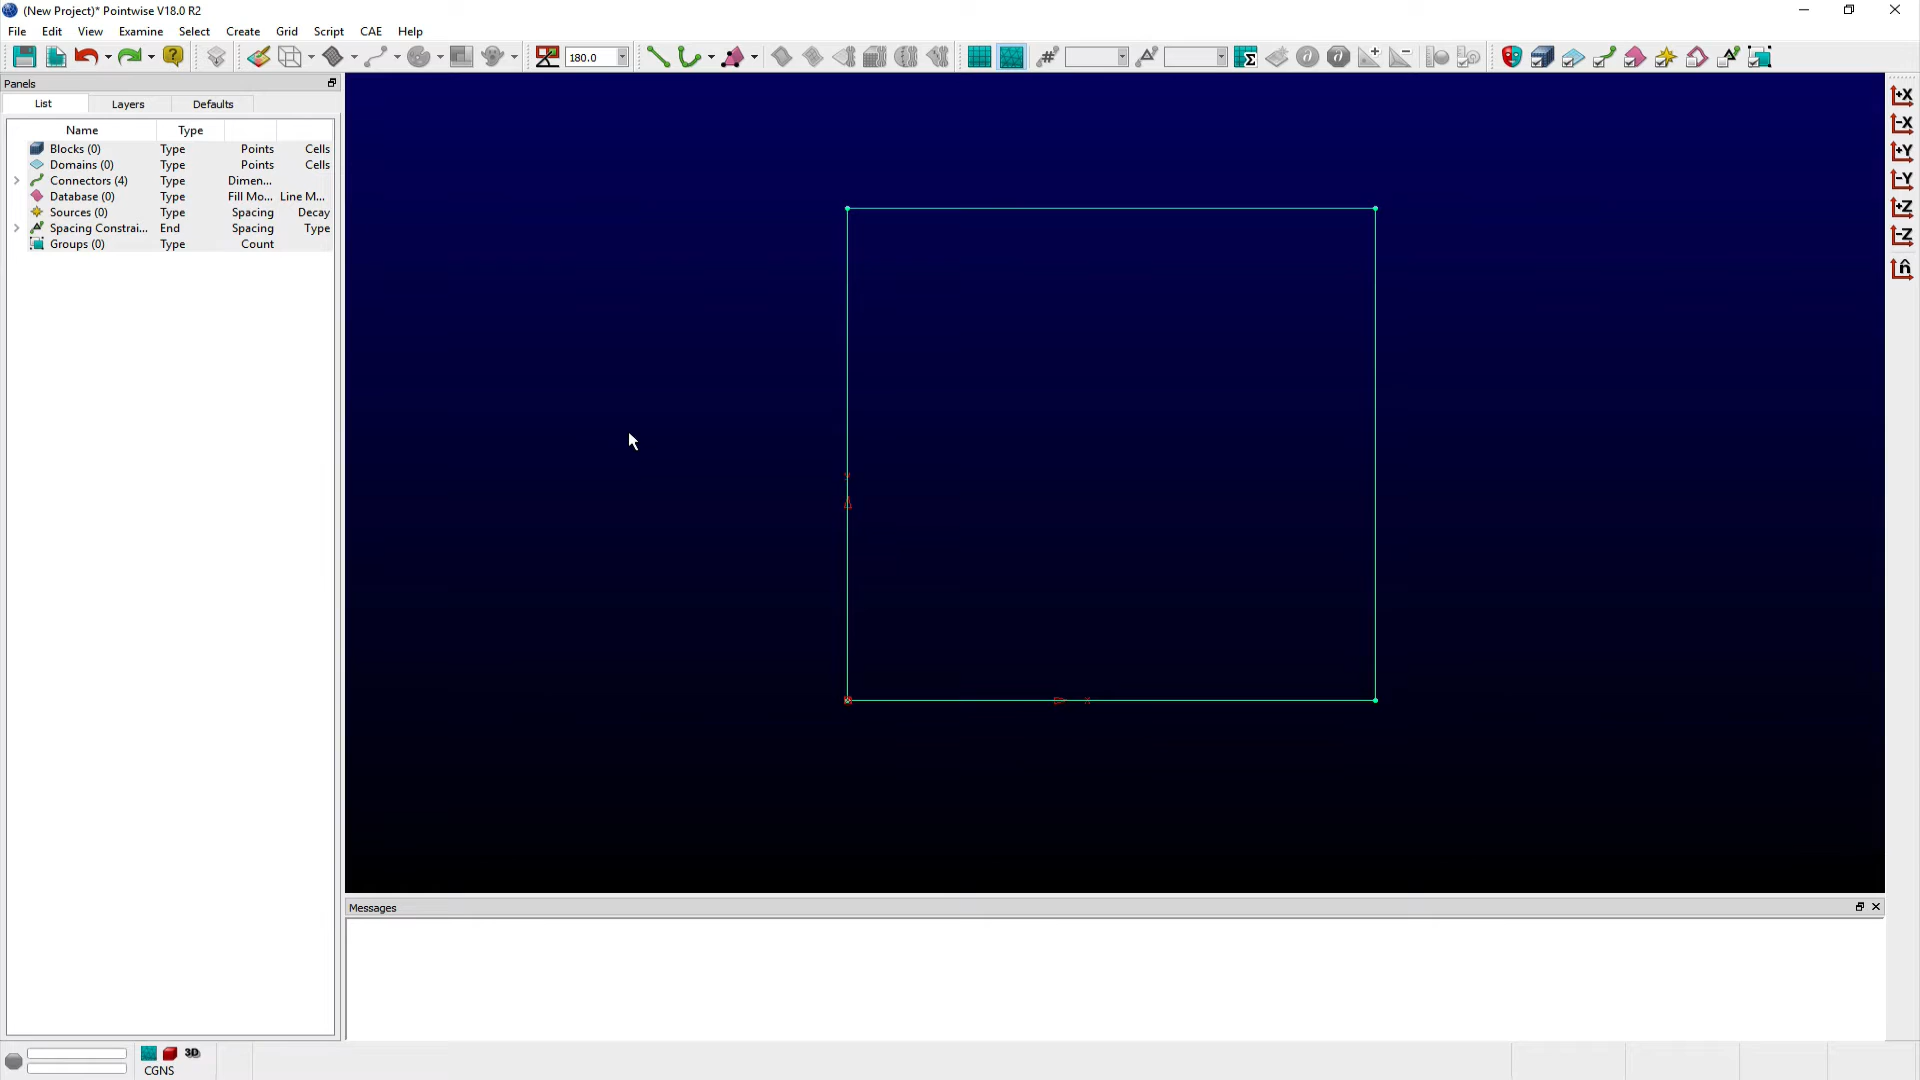 (New Project)* Pointwise V18.0 R2
File Edit View Examine Select Create Grid Script CAE Help
180.0
Panels
List Layers Defaults
Name Type
Blocks (0) Type Points Cells
Domains (0) Type Points Cells
Connectors (4) Type Dimen...
Database (0) Type Fill Mo... Line M...
Sources (0) Type Spacing Decay
Spacing Constrai... End Spacing Type
Groups (0) Type Count
+X
-X
+Y
-Y
+Z
-Z
n̂
Y
X
Messages
3D
CGNS